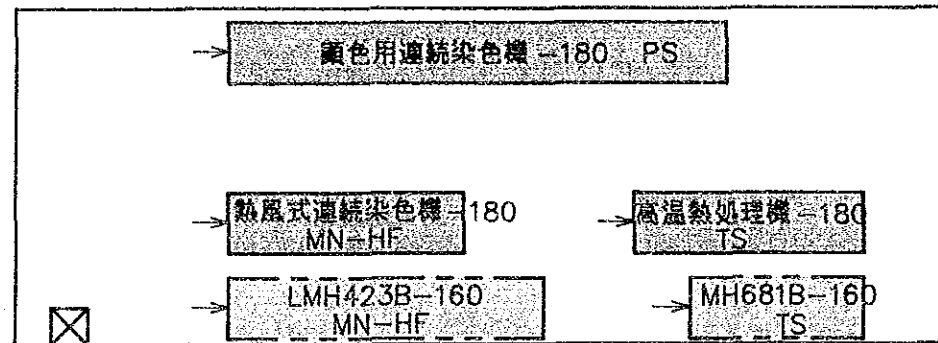 顕色用連続染色機-180 PS
熱風式連続染色機-180
MN-HF
高温熱処理機-180
TS
LMH423B-160
MN-HF
MH681B-160
TS